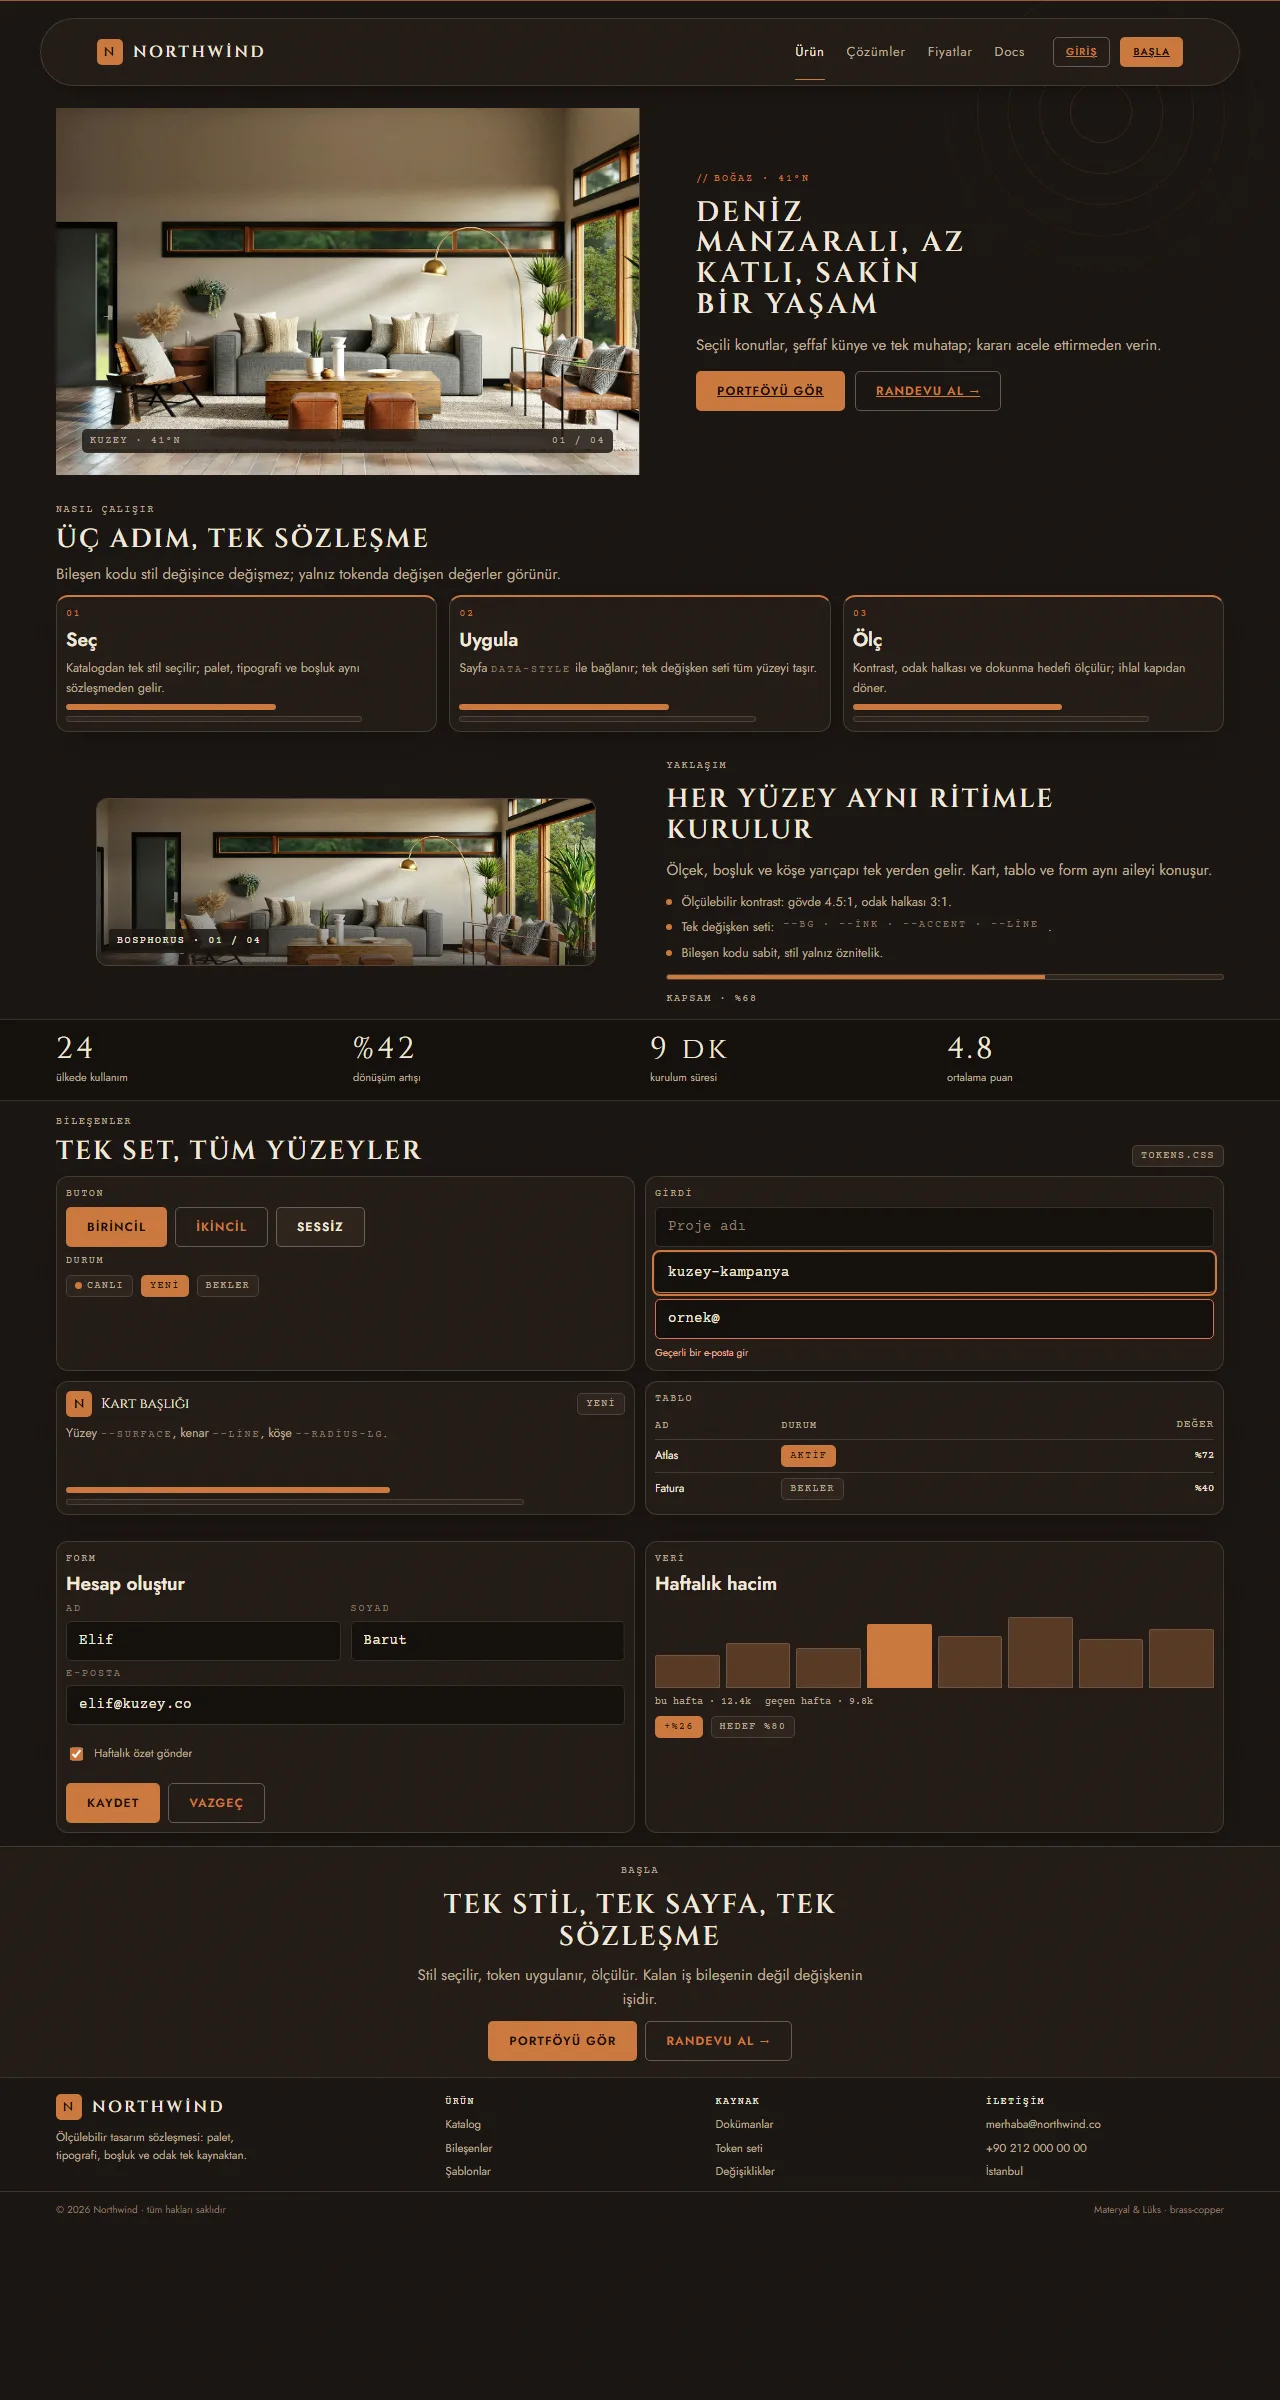 N NORTHWİND
Ürün Çözümler Fiyatlar Docs GİRİŞ BAŞLA
// BOĞAZ · 41°N
DENİZ
MANZARALI, AZ
KATLI, SAKİN
BİR YAŞAM
Seçili konutlar, şeffaf künye ve tek muhatap; kararı acele ettirmeden verin.
PORTFÖYÜ GÖR RANDEVU AL →
KUZEY · 41°N 01 / 04
NASIL ÇALIŞIR
ÜÇ ADIM, TEK SÖZLEŞME
Bileşen kodu stil değişince değişmez; yalnız tokenda değişen değerler görünür.
01
Seç
Katalogdan tek stil seçilir; palet, tipografi ve boşluk aynı
sözleşmeden gelir.
02
Uygula
Sayfa DATA-STYLE ile bağlanır; tek değişken seti tüm yüzeyi taşır.
03
Ölç
Kontrast, odak halkası ve dokunma hedefi ölçülür; ihlal kapıdan
döner.
BOSPHORUS · 01 / 04
YAKLAŞIM
HER YÜZEY AYNI RİTİMLE
KURULUR
Ölçek, boşluk ve köşe yarıçapı tek yerden gelir. Kart, tablo ve form aynı aileyi konuşur.
Ölçülebilir kontrast: gövde 4.5:1, odak halkası 3:1.
Tek değişken seti: --BG · --İNK · --ACCENT · --LİNE .
Bileşen kodu sabit, stil yalnız öznitelik.
KAPSAM · %68
24
ülkede kullanım
%42
dönüşüm artışı
9 DK
kurulum süresi
4.8
ortalama puan
BİLEŞENLER
TEK SET, TÜM YÜZEYLER
TOKENS.CSS
BUTON
BİRİNCİL İKİNCİL SESSİZ
DURUM
CANLI YENİ BEKLER
GİRDİ
Proje adı
kuzey-kampanya
ornek@
Geçerli bir e-posta gir
N KART BAŞLIĞI YENİ
Yüzey --SURFACE, kenar --LİNE, köşe --RADİUS-LG.
TABLO
AD DURUM DEĞER
Atlas AKTİF %72
Fatura BEKLER %40
FORM
Hesap oluştur
AD SOYAD
Elif Barut
E-POSTA
elif@kuzey.co
Haftalık özet gönder
KAYDET VAZGEÇ
VERİ
Haftalık hacim
bu hafta · 12.4k geçen hafta · 9.8k
+%26 HEDEF %80
BAŞLA
TEK STİL, TEK SAYFA, TEK
SÖZLEŞME
Stil seçilir, token uygulanır, ölçülür. Kalan iş bileşenin değil değişkenin
işidir.
PORTFÖYÜ GÖR RANDEVU AL →
N NORTHWİND
Ölçülebilir tasarım sözleşmesi: palet,
tipografi, boşluk ve odak tek kaynaktan.
ÜRÜN
Katalog
Bileşenler
Şablonlar
KAYNAK
Dokümanlar
Token seti
Değişiklikler
İLETİŞİM
merhaba@northwind.co
+90 212 000 00 00
İstanbul
© 2026 Northwind · tüm hakları saklıdır
Materyal & Lüks · brass-copper